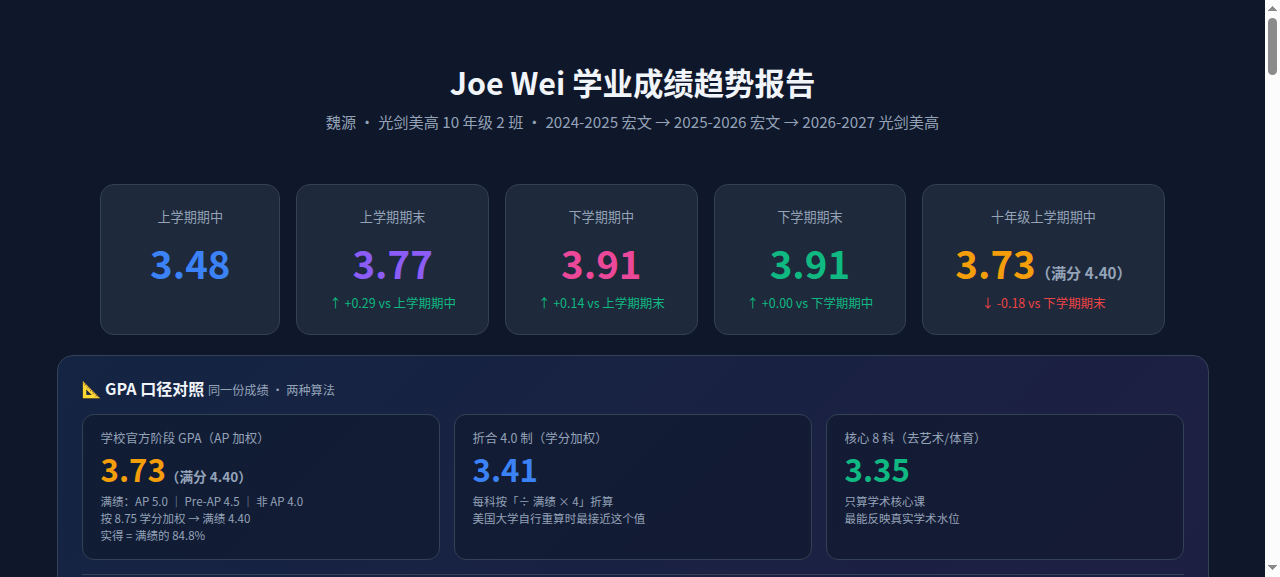 Joe Wei 学业成绩趋势报告
魏源 · 光剑美高 10 年级 2 班 · 2024-2025 宏文 → 2025-2026 宏文 → 2026-2027 光剑美高
上学期期中
3.48
上学期期末
3.77
↑ +0.29 vs 上学期期中
下学期期中
3.91
↑ +0.14 vs 上学期期末
下学期期末
3.91
↑ +0.00 vs 下学期期中
十年级上学期期中
3.73（满分 4.40）
↓ -0.18 vs 下学期期末
📐 GPA 口径对照 同一份成绩 · 两种算法
学校官方阶段 GPA（AP 加权）
3.73（满分 4.40）
满绩：AP 5.0 ｜ Pre-AP 4.5 ｜ 非 AP 4.0
按 8.75 学分加权 → 满绩 4.40
实得 = 满绩的 84.8%
折合 4.0 制（学分加权）
3.41
每科按「÷ 满绩 × 4」折算
美国大学自行重算时最接近这个值
核心 8 科（去艺术/体育）
3.35
只算学术核心课
最能反映真实学术水位